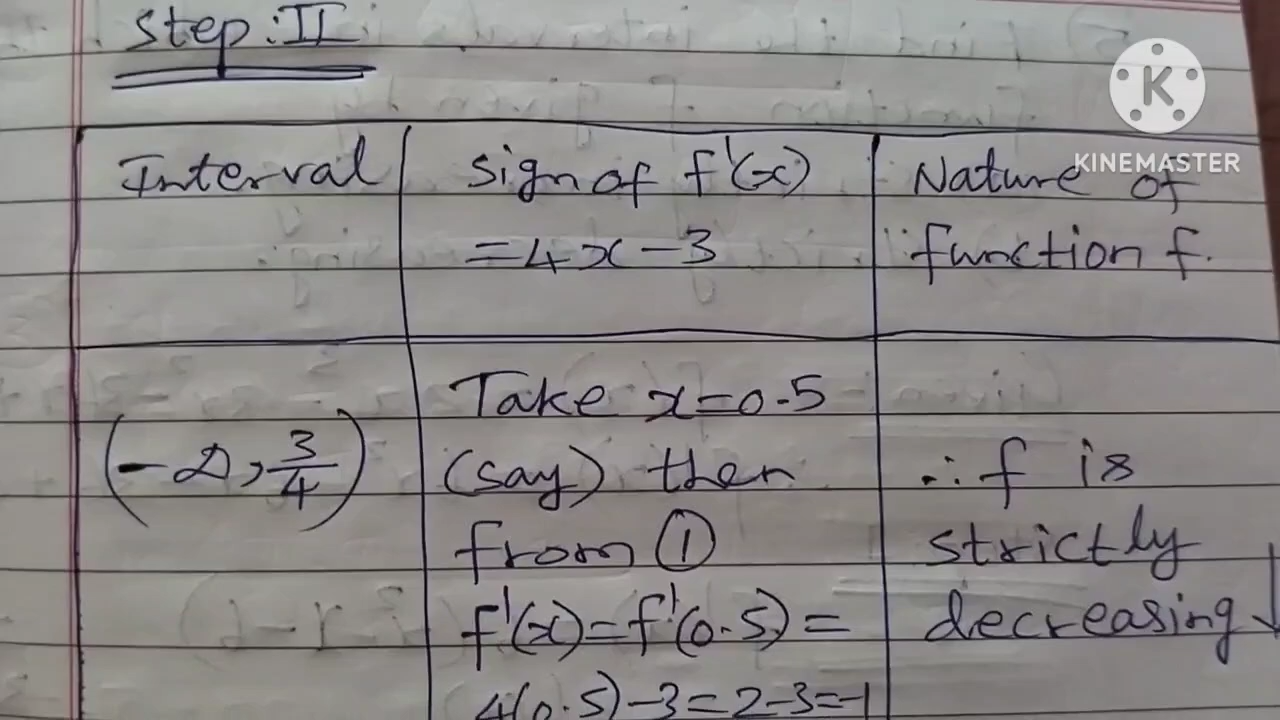 Step: II
K
KINEMASTER
Interval
Sign of f'(x)
= 4x - 3
Nature of
function f.
(-∞, 3/4)
Take x = 0.5
(say) then
from ①
f'(x) = f'(0.5) =
4(0.5) - 3 = 2 - 3 = -1
∴ f is
strictly
decreasing ↓